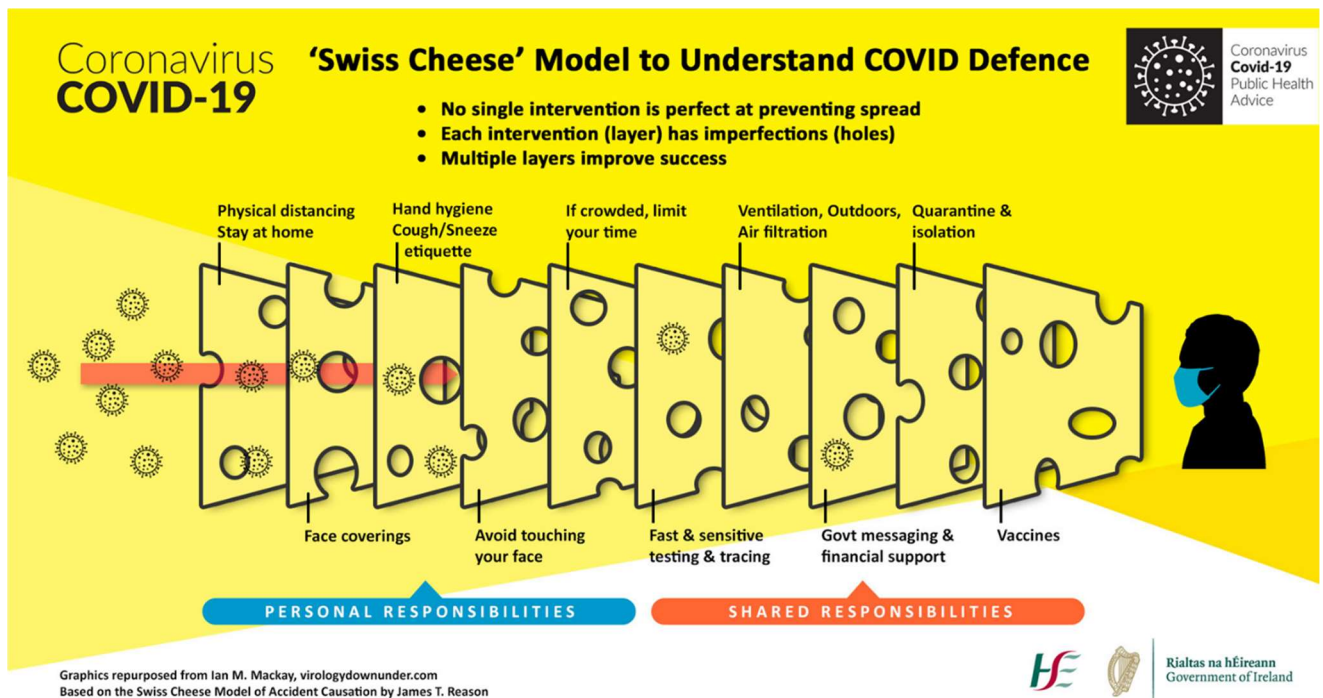 Coronavirus
COVID-19
‘Swiss Cheese’ Model to Understand COVID Defence
• No single intervention is perfect at preventing spread
• Each intervention (layer) has imperfections (holes)
• Multiple layers improve success
Coronavirus
Covid-19
Public Health
Advice
Physical distancing
Stay at home
Hand hygiene
Cough/Sneeze
etiquette
If crowded, limit
your time
Ventilation, Outdoors,
Air filtration
Quarantine &
isolation
Face coverings
Avoid touching
your face
Fast & sensitive
testing & tracing
Govt messaging &
financial support
Vaccines
PERSONAL RESPONSIBILITIES
SHARED RESPONSIBILITIES
Graphics repurposed from Ian M. Mackay, virologydownunder.com
Based on the Swiss Cheese Model of Accident Causation by James T. Reason
HSE
Rialtas na hÉireann
Government of Ireland